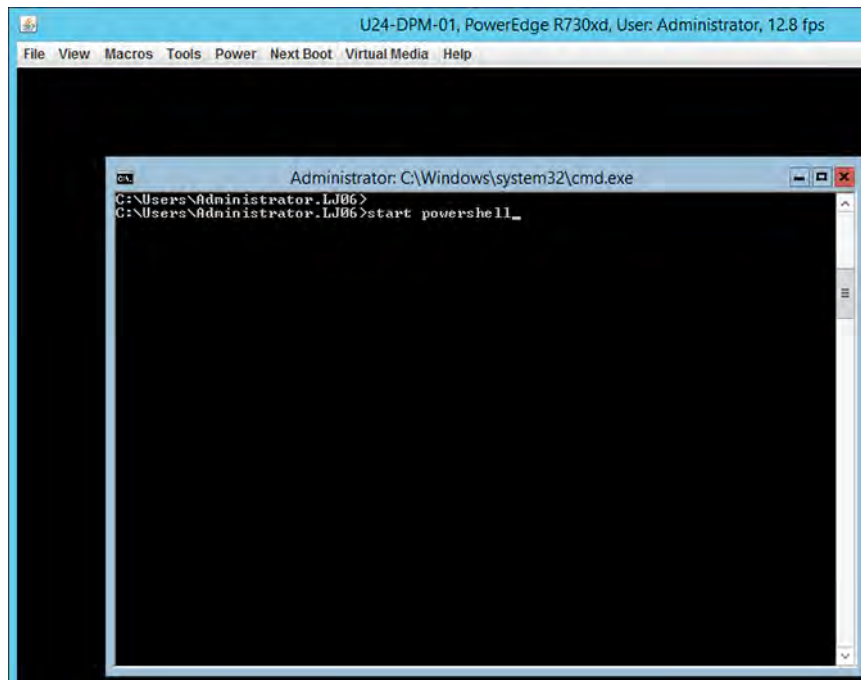 U24-DPM-01, PowerEdge R730xd, User: Administrator, 12.8 fps
File View Macros Tools Power Next Boot Virtual Media Help
Administrator: C:\Windows\system32\cmd.exe
C:\Users\Administrator.LJ06>
C:\Users\Administrator.LJ06>start powershell_